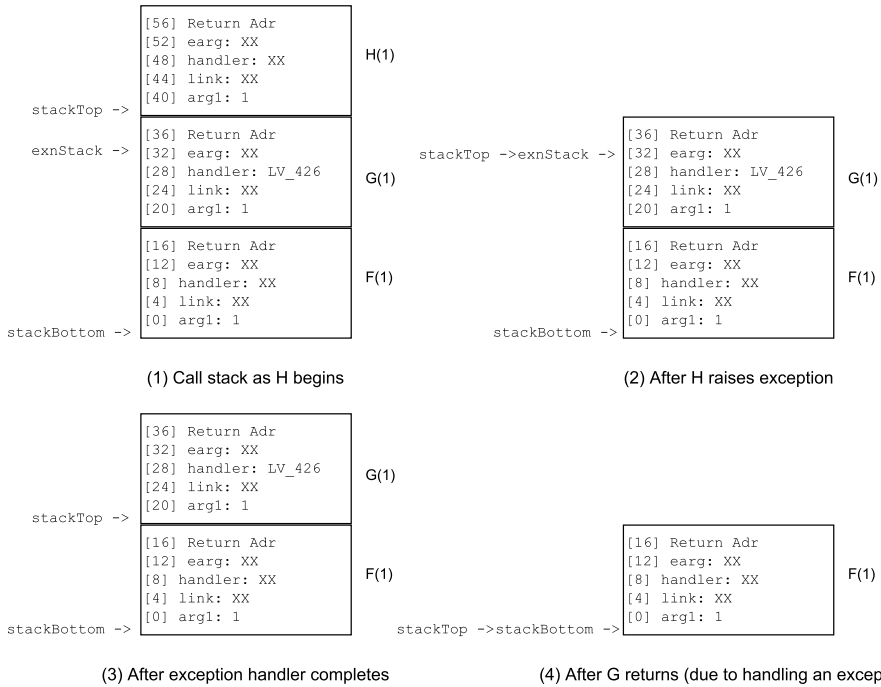 [56] Return Adr
[52] earg: XX
[48] handler: XX
[44] link: XX
[40] arg1: 1
H(1)
stackTop ->
exnStack ->
[36] Return Adr
[32] earg: XX
[28] handler: LV_426
[24] link: XX
[20] arg1: 1
G(1)
[16] Return Adr
[12] earg: XX
[8] handler: XX
[4] link: XX
[0] arg1: 1
F(1)
stackBottom ->
(1) Call stack as H begins
stackTop ->exnStack ->
[36] Return Adr
[32] earg: XX
[28] handler: LV_426
[24] link: XX
[20] arg1: 1
G(1)
[16] Return Adr
[12] earg: XX
[8] handler: XX
[4] link: XX
[0] arg1: 1
F(1)
stackBottom ->
(2) After H raises exception
[36] Return Adr
[32] earg: XX
[28] handler: LV_426
[24] link: XX
[20] arg1: 1
G(1)
stackTop ->
[16] Return Adr
[12] earg: XX
[8] handler: XX
[4] link: XX
[0] arg1: 1
F(1)
stackBottom ->
(3) After exception handler completes
[16] Return Adr
[12] earg: XX
[8] handler: XX
[4] link: XX
[0] arg1: 1
F(1)
stackTop ->stackBottom ->
(4) After G returns (due to handling an excep